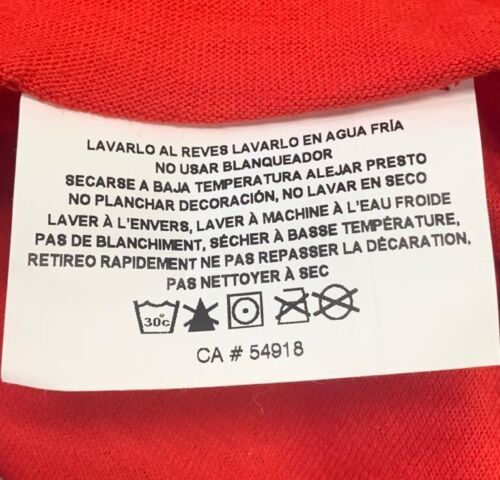 LAVARLO AL REVES LAVARLO EN AGUA FRÍA
NO USAR BLANQUEADOR
SECARSE A BAJA TEMPERATURA ALEJAR PRESTO
NO PLANCHAR DECORACIÓN, NO LAVAR EN SECO
LAVER À L'ENVERS, LAVER À MACHINE À L'EAU FROIDE
PAS DE BLANCHIMENT, SÉCHER À BASSE TEMPÉRATURE,
RETIREO RAPIDEMENT NE PAS REPASSER LA DÉCARATION,
PAS NETTOYER À SEC
30°C
CA # 54918